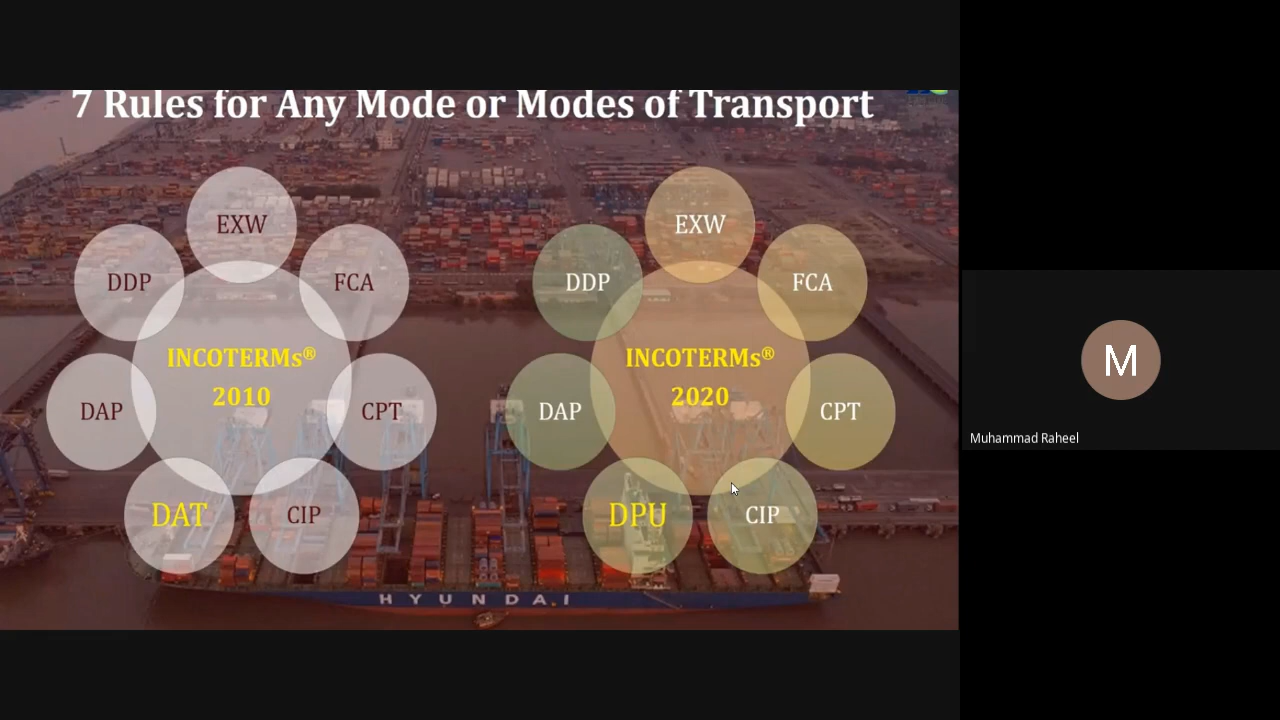 7 Rules for Any Mode or Modes of Transport
EXW
DDP
FCA
INCOTERMs®
2010
DAP
CPT
DAT
CIP
EXW
DDP
FCA
INCOTERMs®
2020
DAP
CPT
DPU
CIP
HYUNDAI
M
Muhammad Raheel